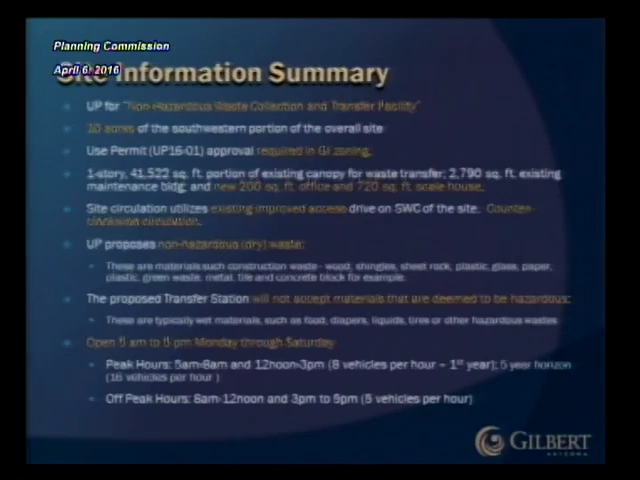 Planning Commission
April 6, 2016
Site Information Summary
UP for "Non-Hazardous Waste Collection and Transfer Facility"
10 acres of the southwestern portion of the overall site
Use Permit (UP16-01) approval required in GI zoning.
1-story, 41,522 sq. ft. portion of existing canopy for waste transfer; 2,790 sq. ft. existing
maintenance bldg; and new 200 sq. ft. office and 720 sq. ft. scale house.
Site circulation utilizes existing improved access drive on SWC of the site. Counter-
clockwise circulation.
UP proposes non-hazardous (dry) waste:
These are materials such construction waste- wood, shingles, sheet rock, plastic, glass, paper,
plastic, green waste, metal, tile and concrete block for example.
The proposed Transfer Station will not accept materials that are deemed to be hazardous:
These are typically wet materials, such as food, diapers, liquids, tires or other hazardous wastes
Open 5 am to 5 pm Monday through Saturday
Peak Hours: 5am-8am and 12noon-3pm (8 vehicles per hour – 1st year); 5 year horizon
(16 vehicles per hour )
Off Peak Hours: 8am-12noon and 3pm to 5pm (5 vehicles per hour)
GILBERT
ARIZONA